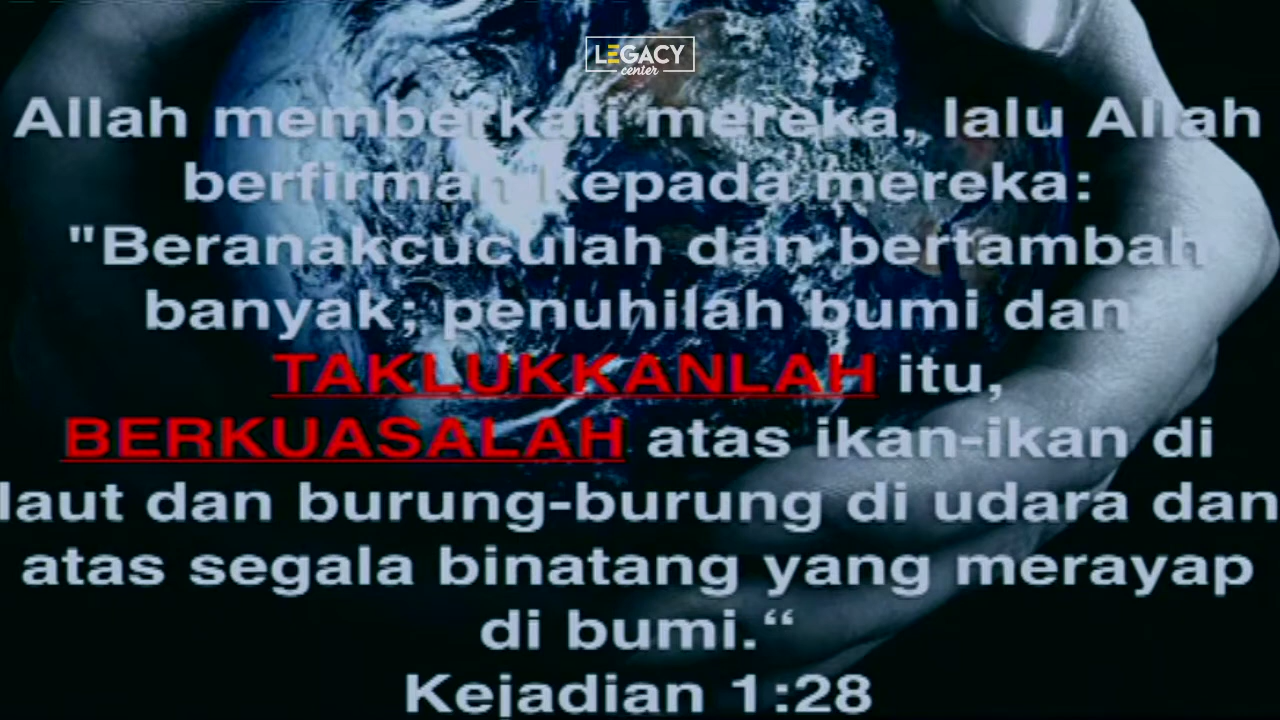 LEGACY
center
Allah memberkati mereka, lalu Allah
berfirman kepada mereka:
"Beranakcuculah dan bertambah
banyak; penuhilah bumi dan
TAKLUKKANLAH itu,
BERKUASALAH atas ikan-ikan di
laut dan burung-burung di udara dan
atas segala binatang yang merayap
di bumi.“
Kejadian 1:28